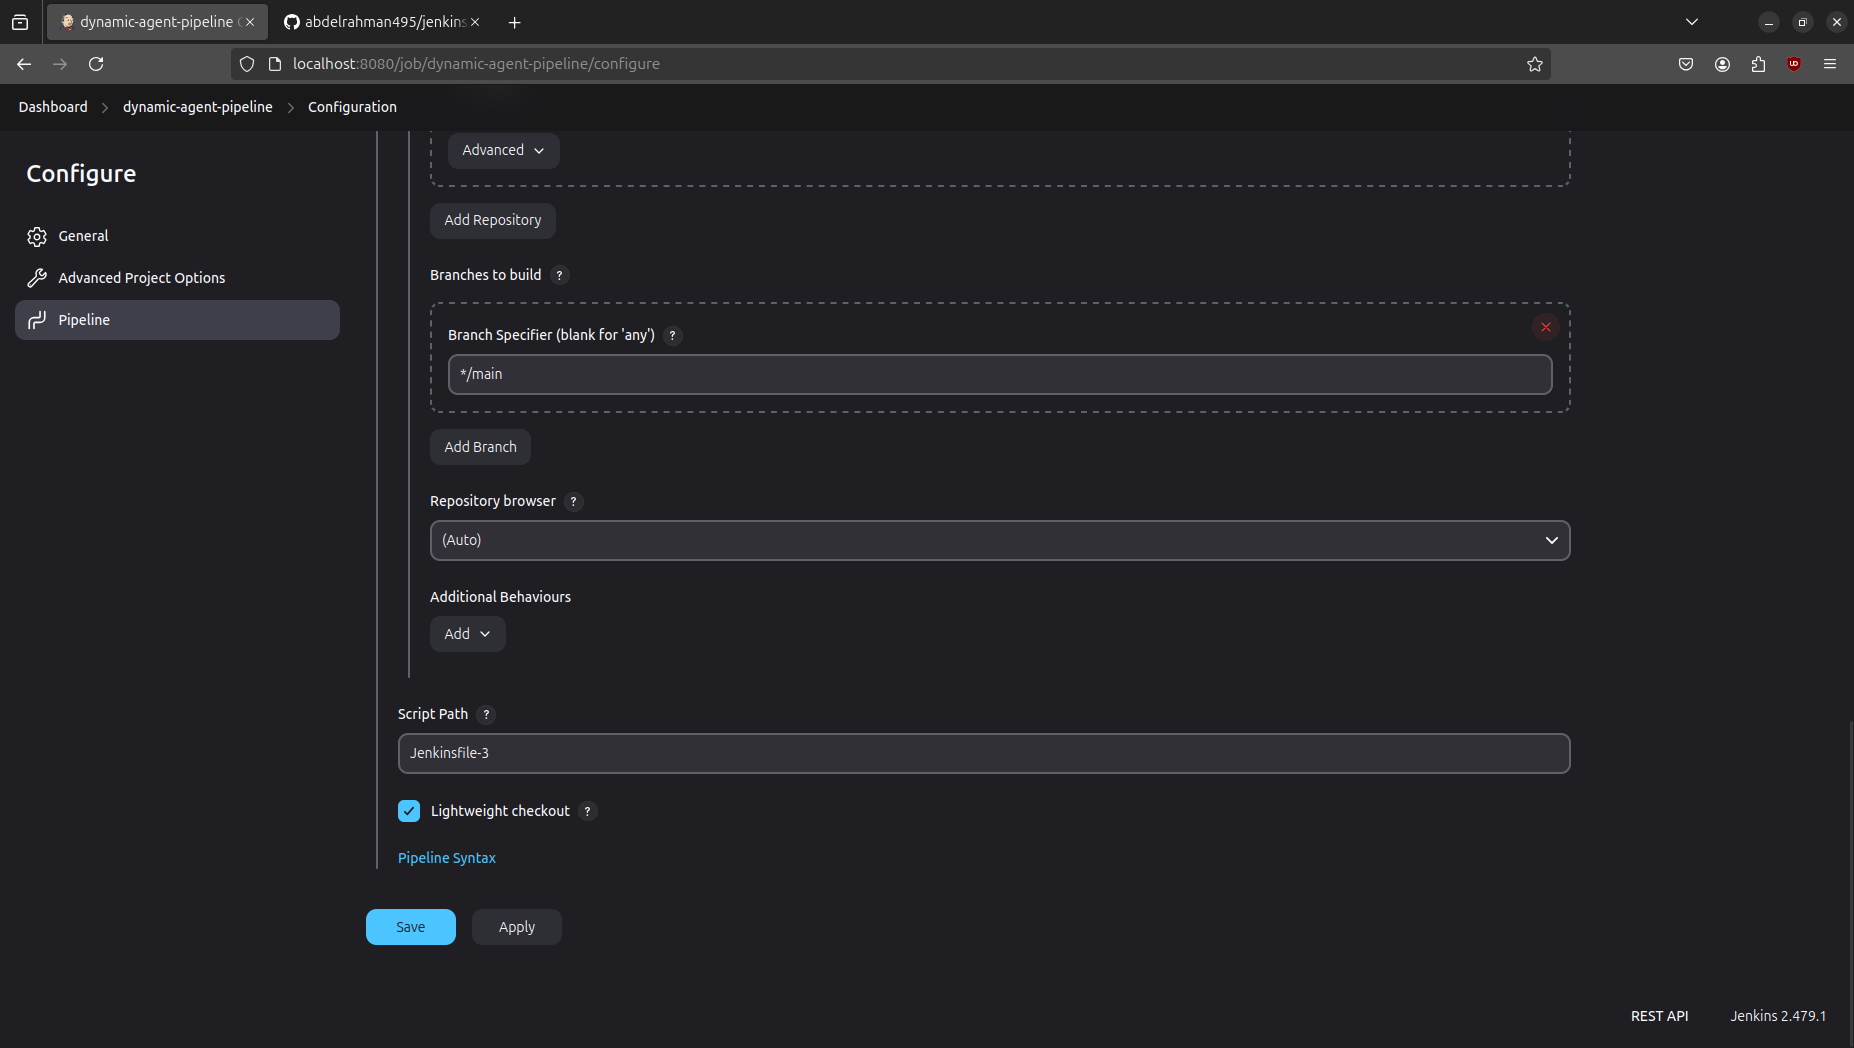 dynamic-agent-pipeline
abdelrahman495/jenkins
localhost:8080/job/dynamic-agent-pipeline/configure
Dashboard
dynamic-agent-pipeline
Configuration
Configure
General
Advanced Project Options
Pipeline
Advanced
Add Repository
Branches to build ?
Branch Specifier (blank for 'any') ?
*/main
Add Branch
Repository browser ?
(Auto)
Additional Behaviours
Add
Script Path ?
Jenkinsfile-3
Lightweight checkout ?
Pipeline Syntax
Save
Apply
REST API
Jenkins 2.479.1